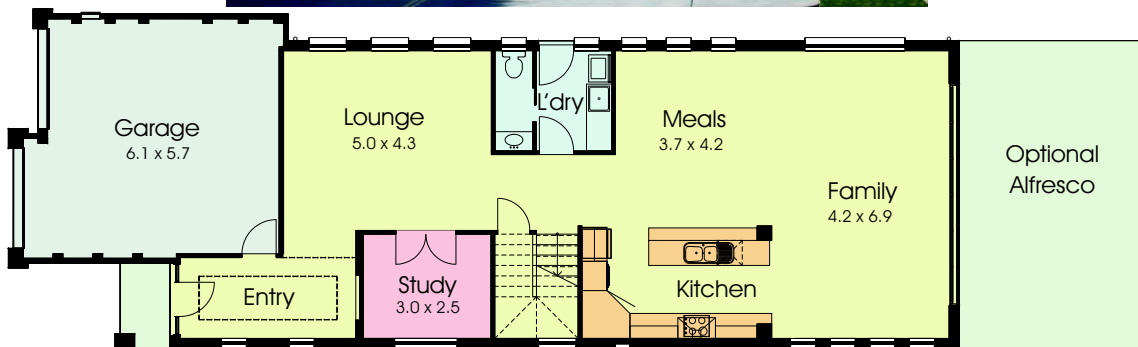 Garage
6.1 x 5.7
Lounge
5.0 x 4.3
L'dry
Meals
3.7 x 4.2
Family
4.2 x 6.9
Optional
Alfresco
Entry
Study
3.0 x 2.5
Kitchen